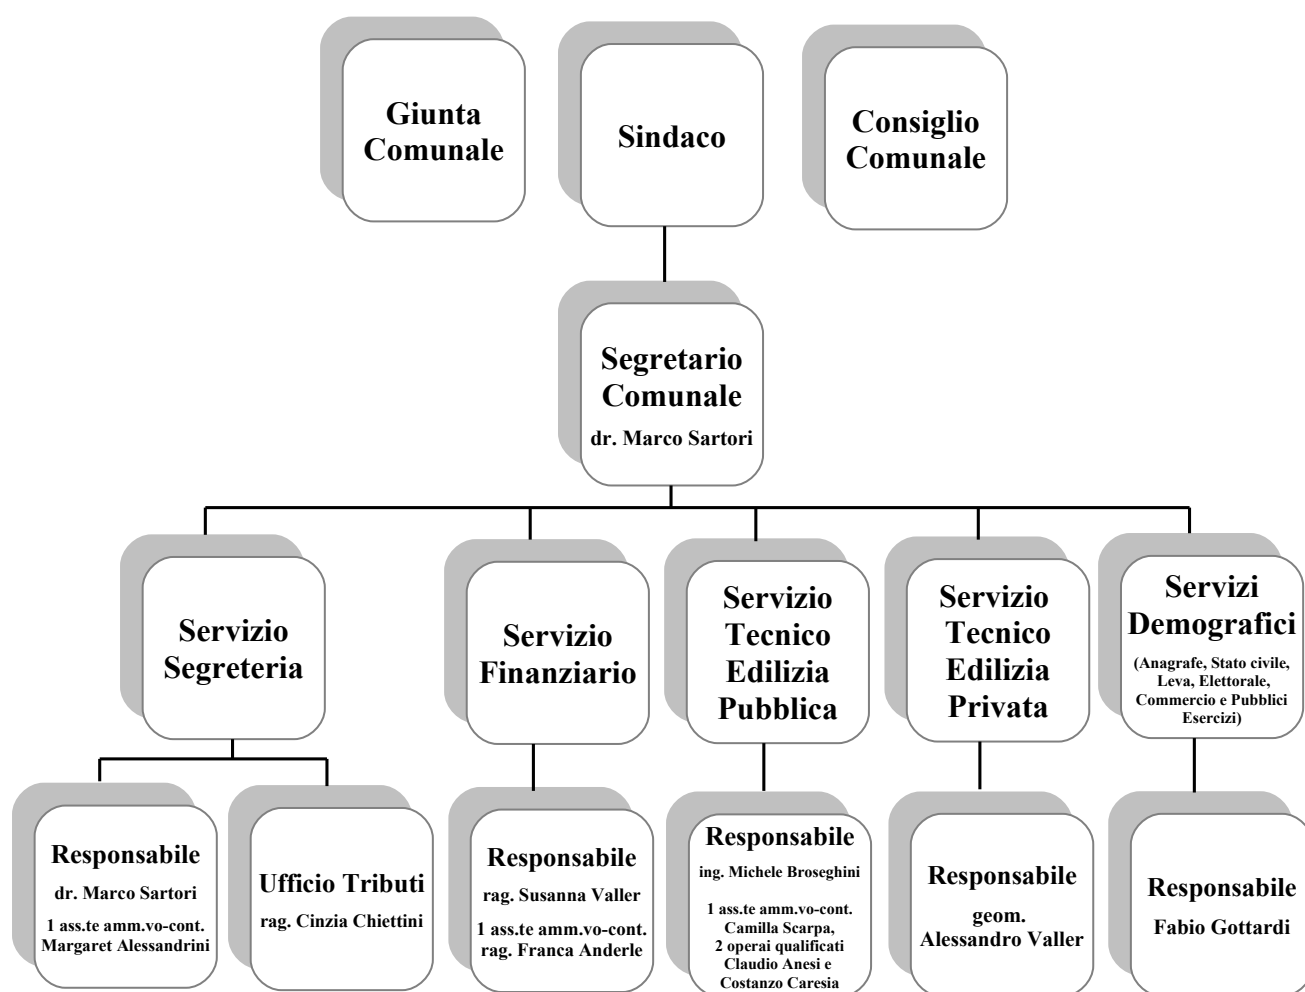 Giunta
Comunale
Sindaco
Consiglio
Comunale
Segretario
Comunale
dr. Marco Sartori
Servizio
Segreteria
Servizio
Finanziario
Servizio
Tecnico
Edilizia
Pubblica
Servizio
Tecnico
Edilizia
Privata
Servizi
Demografici
(Anagrafe, Stato civile,
Leva, Elettorale,
Commercio e Pubblici
Esercizi)
Responsabile
dr. Marco Sartori
1 ass.te amm.vo-cont.
Margaret Alessandrini
Ufficio Tributi
rag. Cinzia Chiettini
Responsabile
rag. Susanna Valler
1 ass.te amm.vo-cont.
rag. Franca Anderle
Responsabile
ing. Michele Broseghini
1 ass.te amm.vo-cont.
Camilla Scarpa,
2 operai qualificati
Claudio Anesi e
Costanzo Caresia
Responsabile
geom.
Alessandro Valler
Responsabile
Fabio Gottardi